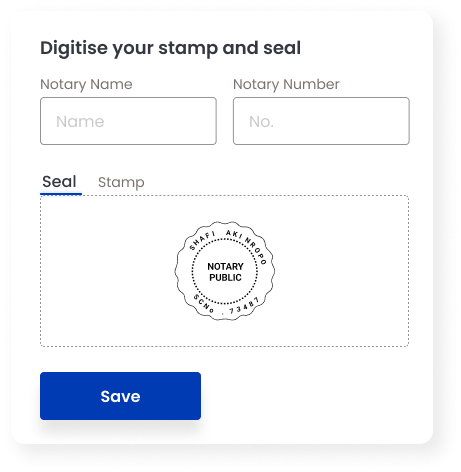 Digitise your stamp and seal
Notary Name Notary Number
Name No.
Seal Stamp
SHAFI AKINROPO
NOTARY
PUBLIC
SCNo . 73487
Save